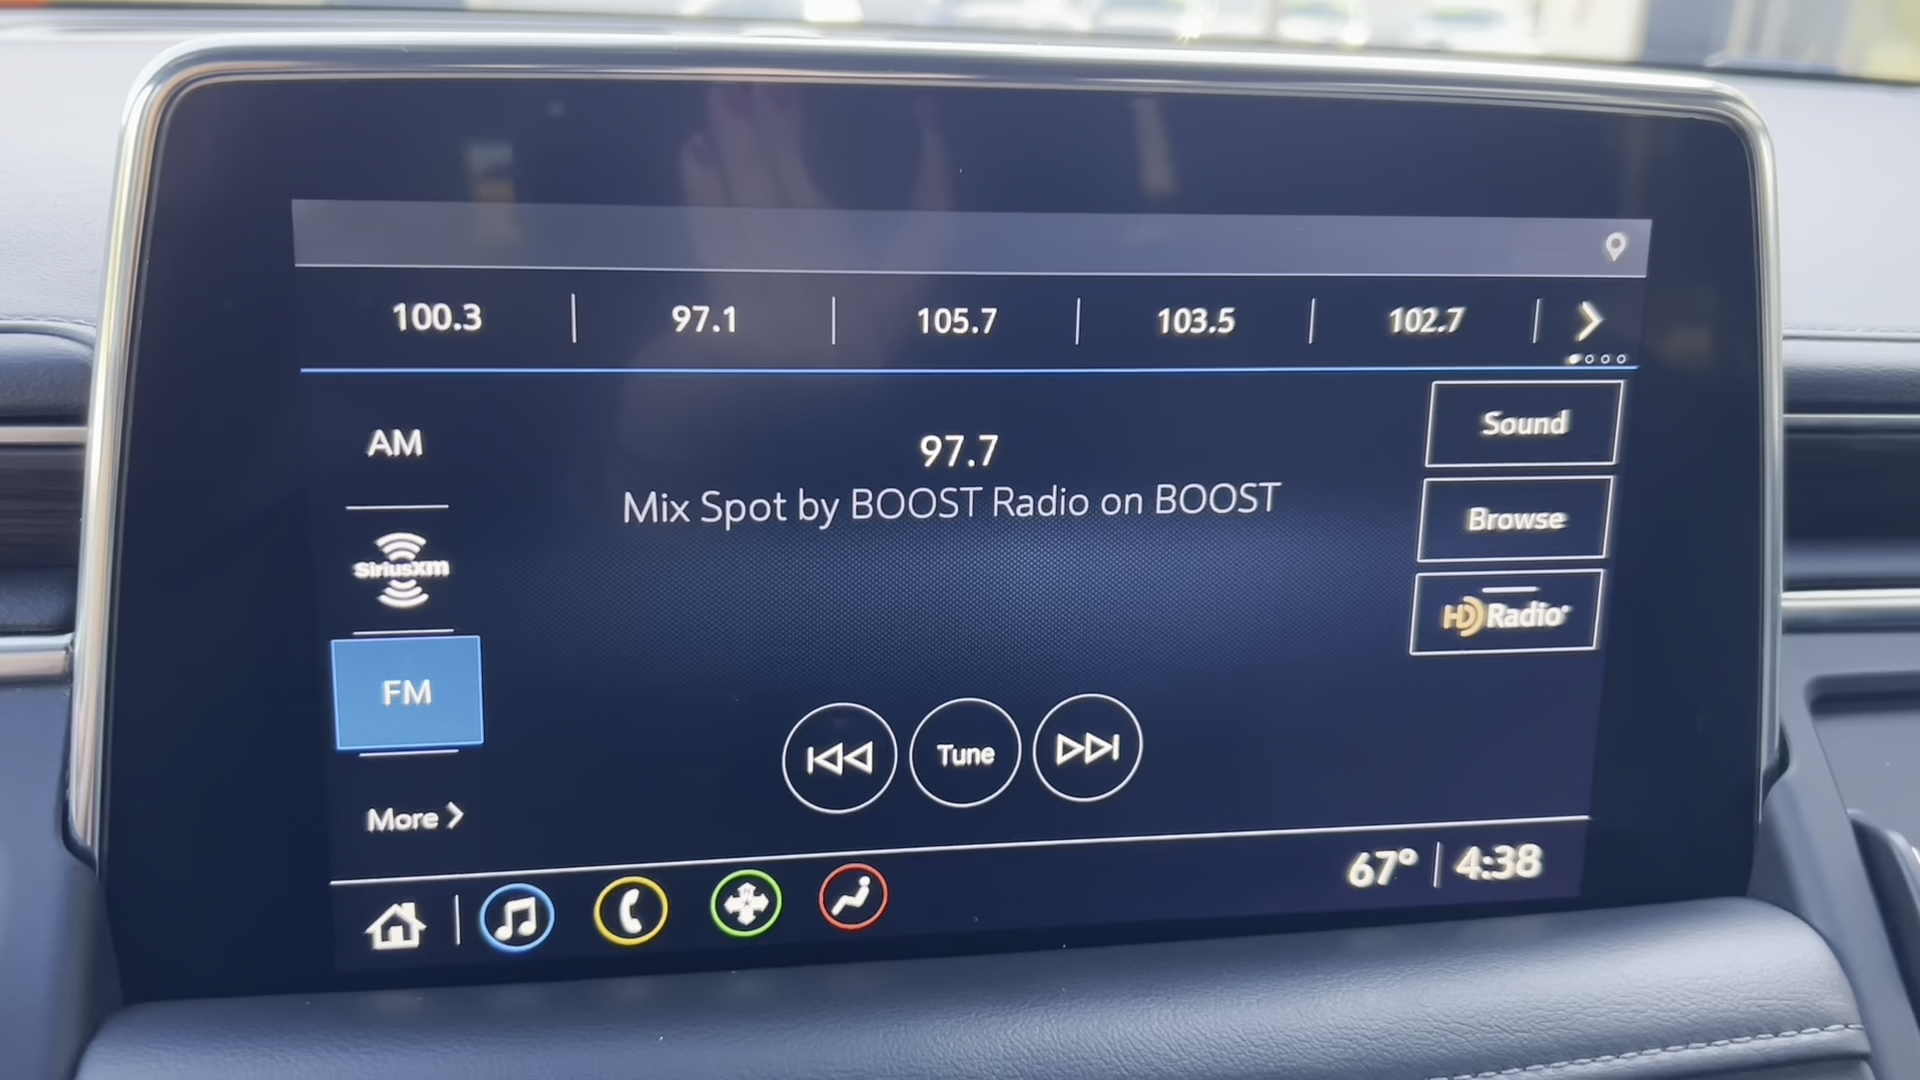 100.3
97.1
105.7
103.5
102.7
AM
97.7
Sound
Mix Spot by BOOST Radio on BOOST
Browse
SiriusXm
HD Radio
FM
Tune
More
67° 4:38